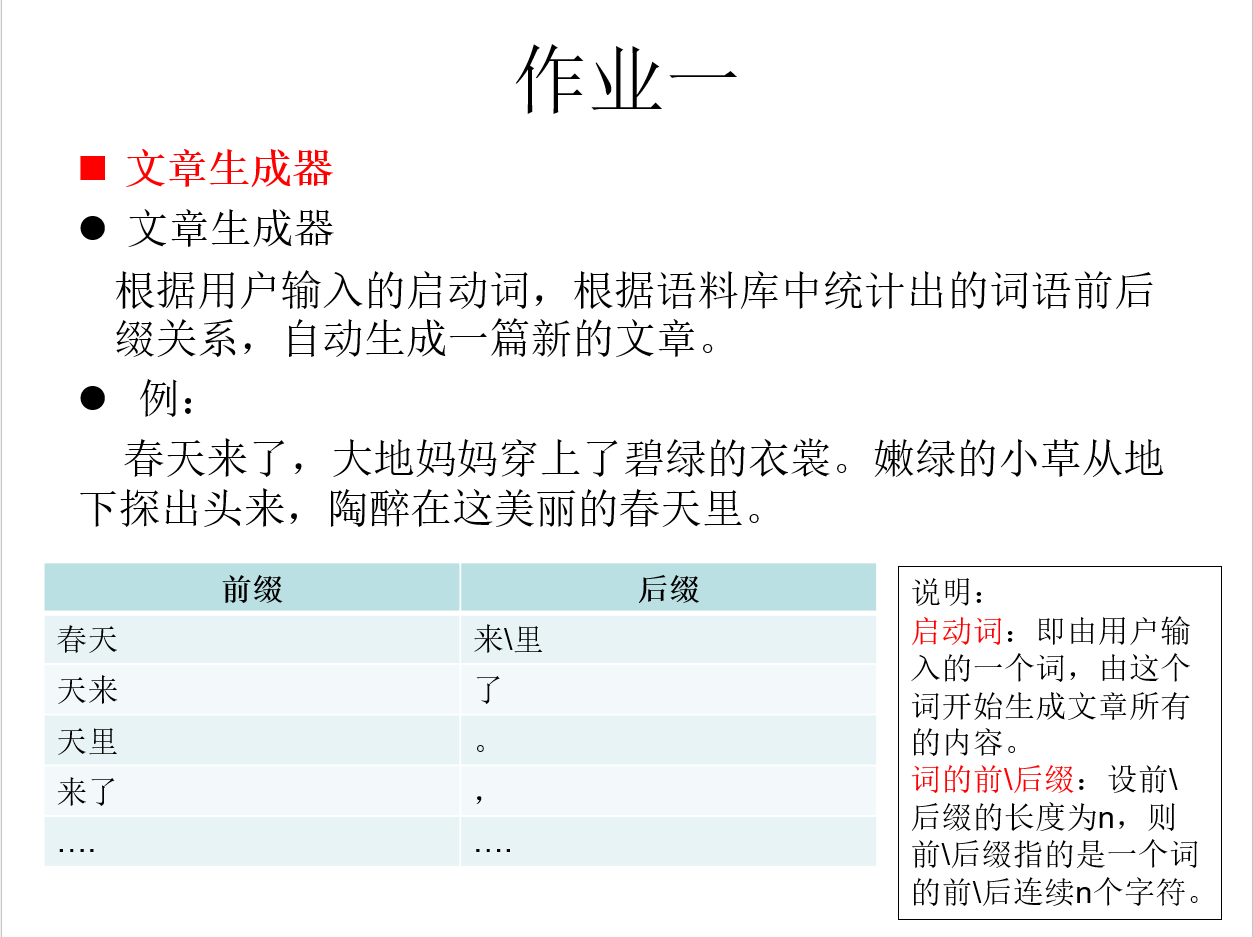 作业一
文章生成器
文章生成器
根据用户输入的启动词，根据语料库中统计出的词语前后
缀关系，自动生成一篇新的文章。
例：
春天来了，大地妈妈穿上了碧绿的衣裳。嫩绿的小草从地
下探出头来，陶醉在这美丽的春天里。
前缀 后缀
春天 来\里
天来 了
天里 。
来了 ，
…. ….
说明：
启动词：即由用户输
入的一个词，由这个
词开始生成文章所有
的内容。
词的前\后缀：设前\
后缀的长度为n，则
前\后缀指的是一个词
的前\后连续n个字符。